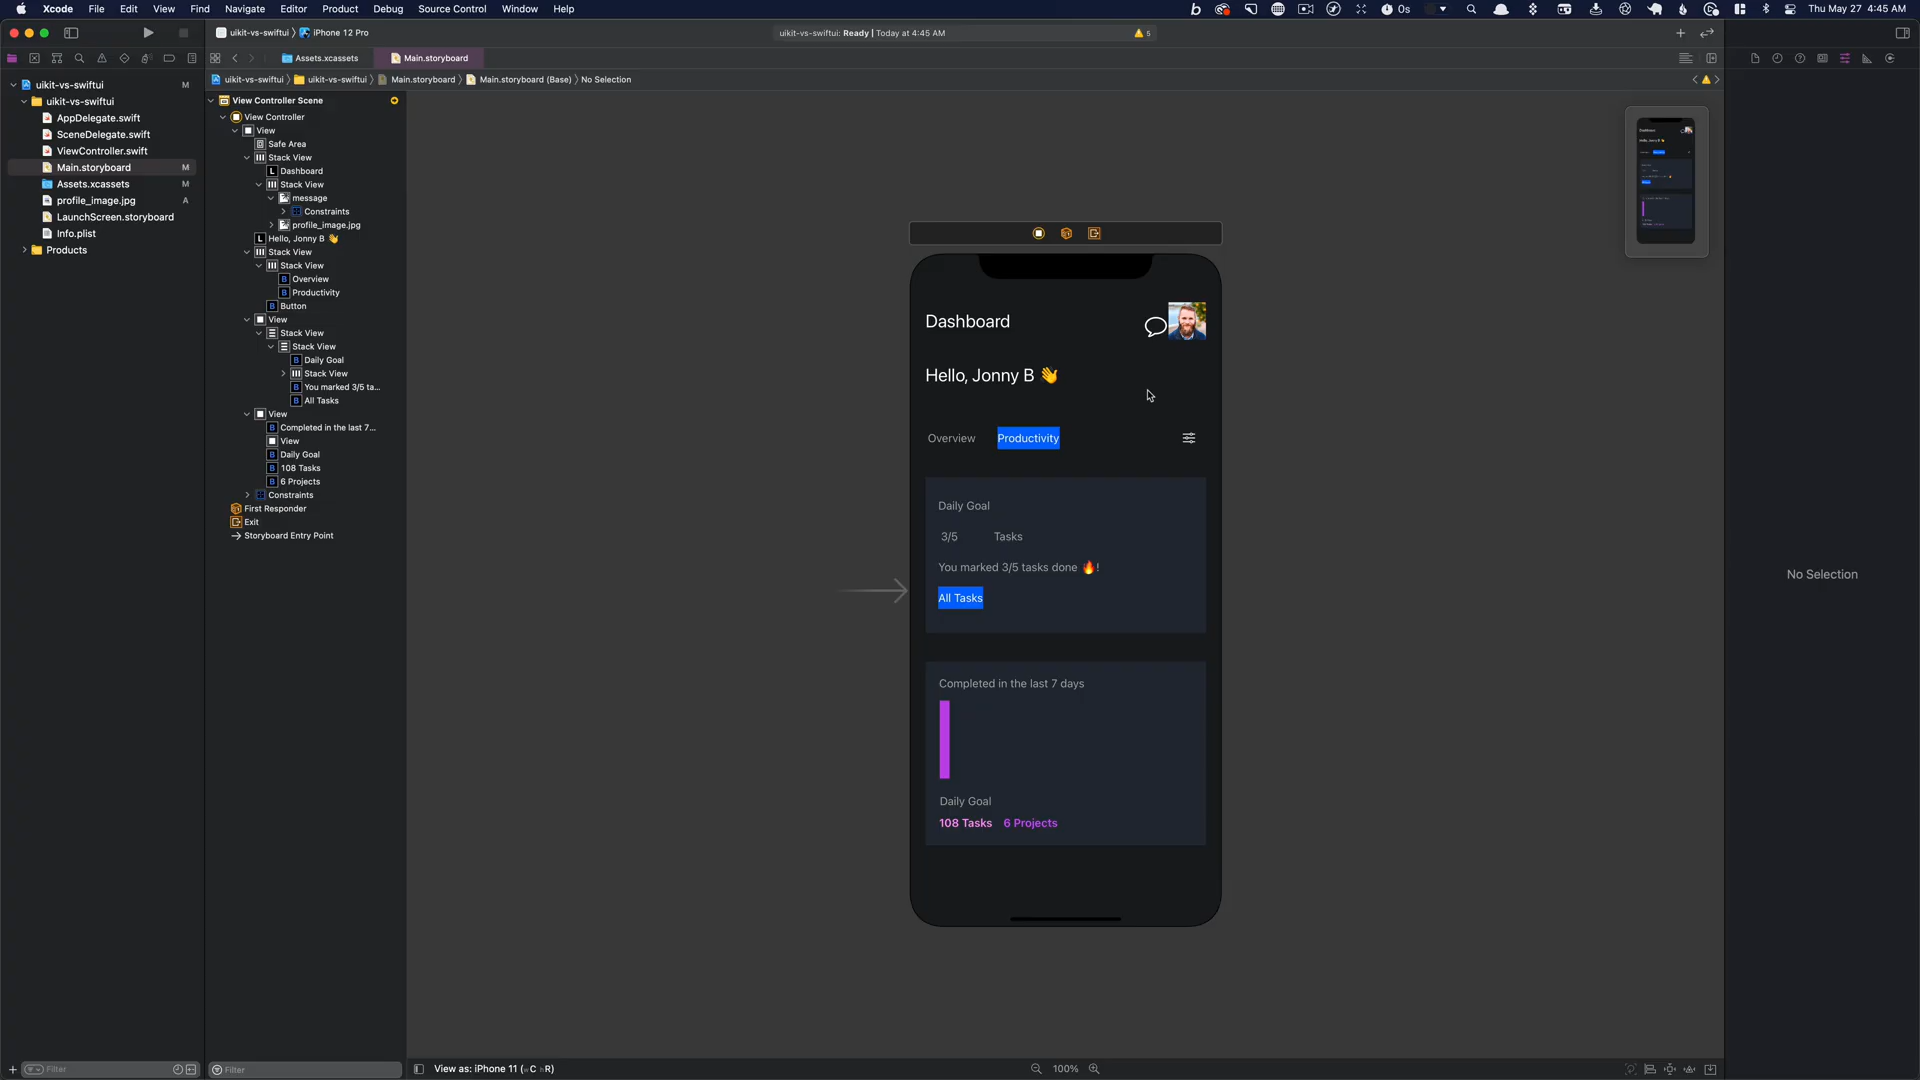 Xcode File Edit View Find Navigate Editor Product Debug Source Control Window Help
0s
Thu May 27 4:45 AM
uikit-vs-swiftui iPhone 12 Pro
uikit-vs-swiftui: Ready | Today at 4:45 AM
5
Assets.xcassets
Main.storyboard
uikit-vs-swiftui
uikit-vs-swiftui
Main.storyboard
Main.storyboard (Base)
No Selection
uikit-vs-swiftui M
uikit-vs-swiftui
AppDelegate.swift
SceneDelegate.swift
ViewController.swift
Main.storyboard M
Assets.xcassets M
profile_image.jpg A
LaunchScreen.storyboard
Info.plist
Products
Filter
View Controller Scene
View Controller
View
Safe Area
Stack View
L Dashboard
Stack View
message
Constraints
profile_image.jpg
L Hello, Jonny B 👋
Stack View
Stack View
B Overview
B Productivity
B Button
View
Stack View
Stack View
B Daily Goal
Stack View
B You marked 3/5 ta...
B All Tasks
View
B Completed in the last 7...
View
B Daily Goal
B 108 Tasks
B 6 Projects
Constraints
First Responder
Exit
Storyboard Entry Point
Filter
Dashboard
Hello, Jonny B 👋
Overview Productivity
Daily Goal
3/5 Tasks
You marked 3/5 tasks done 🔥!
All Tasks
Completed in the last 7 days
Daily Goal
108 Tasks 6 Projects
No Selection
View as: iPhone 11 (wC hR)
100%